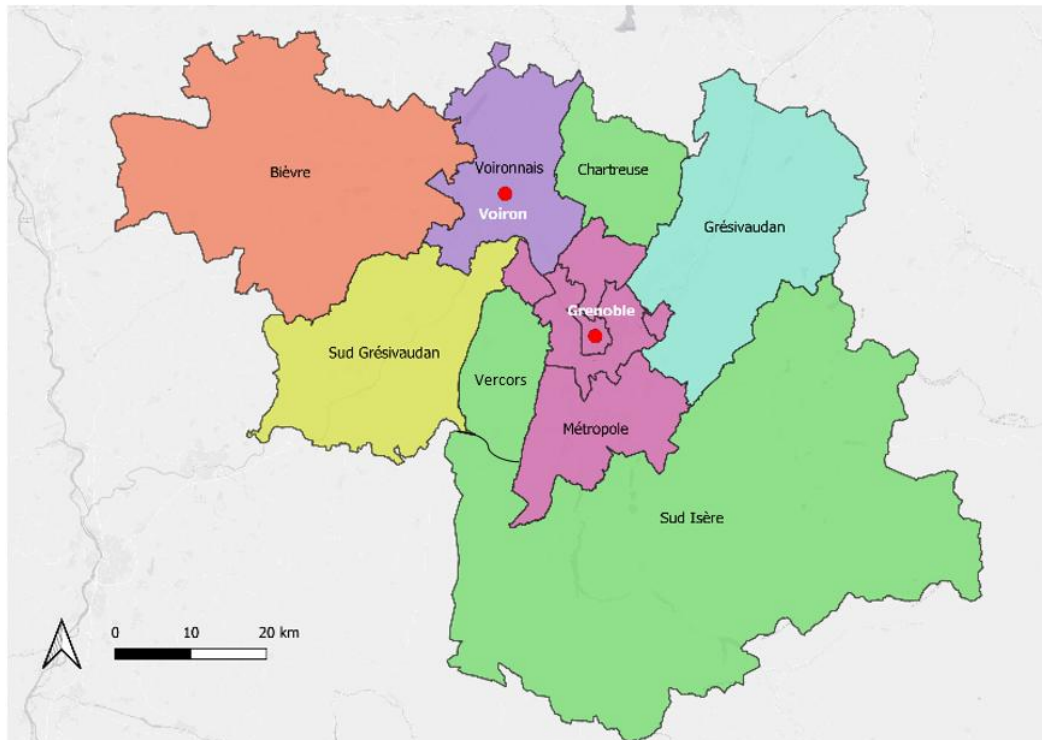 Bièvre
Voironnais
Voiron
Chartreuse
Grésivaudan
Grenoble
Sud Grésivaudan
Vercors
Métropole
Sud Isère
0 10 20 km